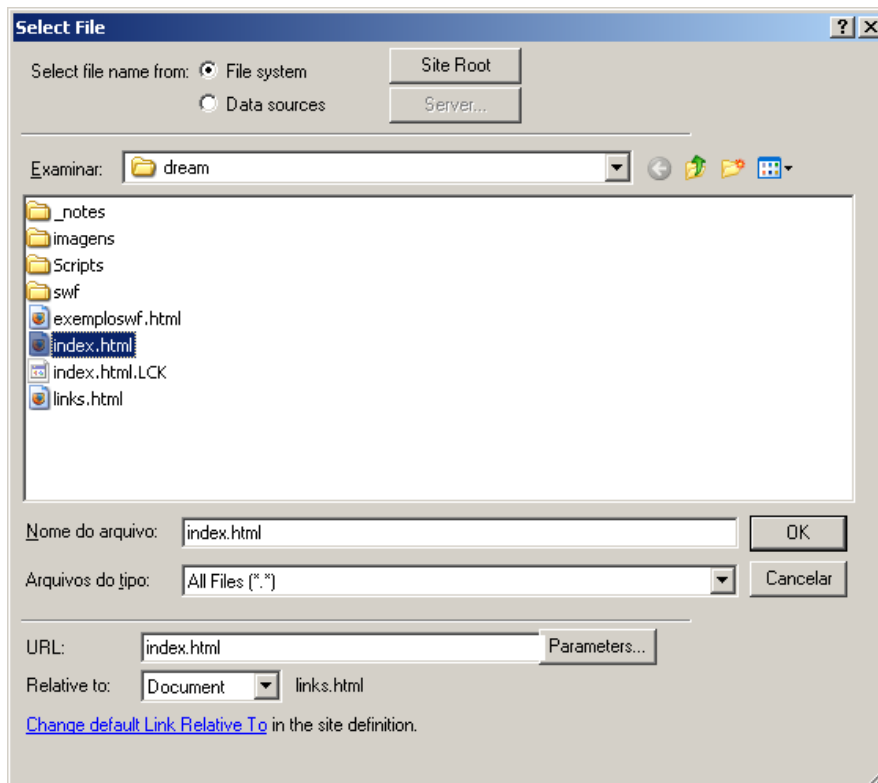 Select File
Select file name from: File system
Site Root
Data sources
Server...
Examinar: dream
_notes
imagens
Scripts
swf
exemploswf.html
index.html
index.html.LCK
links.html
Nome do arquivo: index.html OK
Arquivos do tipo: All Files (*.*) Cancelar
URL: index.html Parameters...
Relative to: Document links.html
Change default Link Relative To in the site definition.